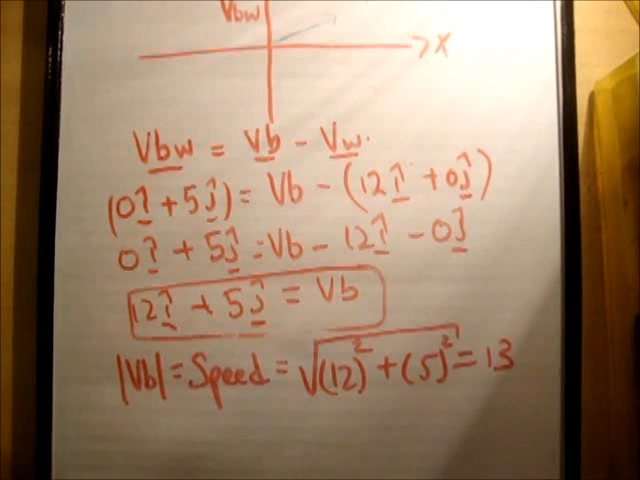 Vbw
X
Vbw = Vb - Vw.
(0î + 5ĵ) = Vb - (12î + 0ĵ)
0î + 5ĵ = Vb - 12î - 0ĵ
12î + 5ĵ = Vb
|Vb| = Speed = √(12)² + (5)² = 13